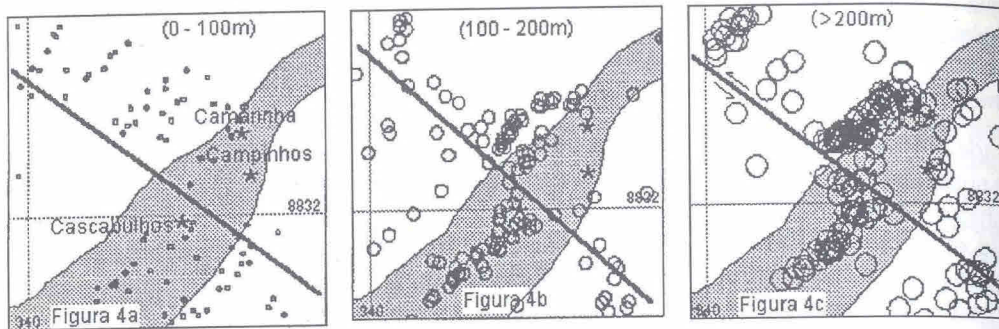 (0 - 100m)
Camarinha
Campinhos
8832
Cascabulhos
340
Figura 4a
(100 - 200m)
8832
340
Figura 4b
(>200m)
8832
340
Figura 4c